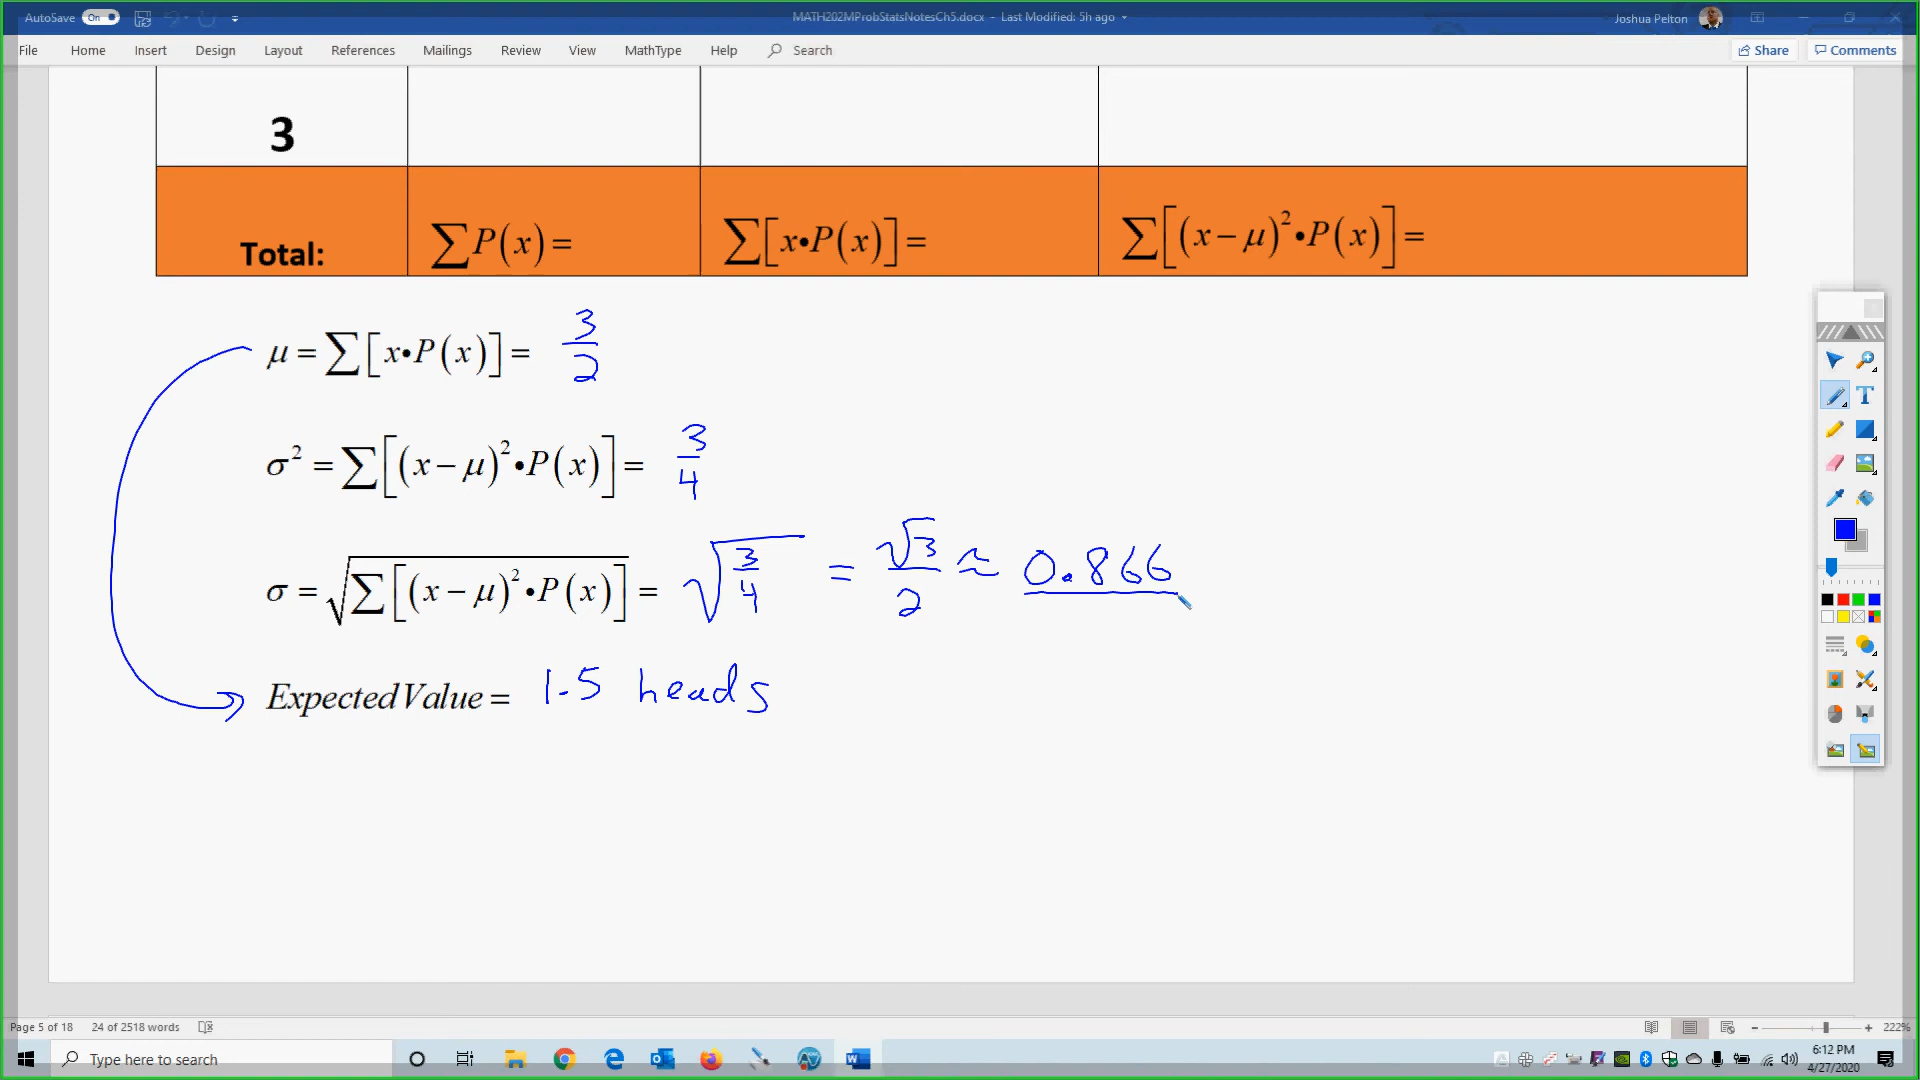 AutoSave On MATH202MProbStatsNotesCh5.docx - Last Modified: 5h ago Joshua Pelton
File Home Insert Design Layout References Mailings Review View MathType Help Search Share Comments
3
Total: ∑P(x)= ∑[x•P(x)]= ∑[(x−μ)²•P(x)]=
μ=∑[x•P(x)]= 3/2
σ²=∑[(x−μ)²•P(x)]= 3/4
σ=√∑[(x−μ)²•P(x)]= √(3/4) = √3/2 ≈ 0.866
Expected Value= 1.5 heads
Page 5 of 18 24 of 2518 words 222%
Type here to search 6:12 PM
4/27/2020